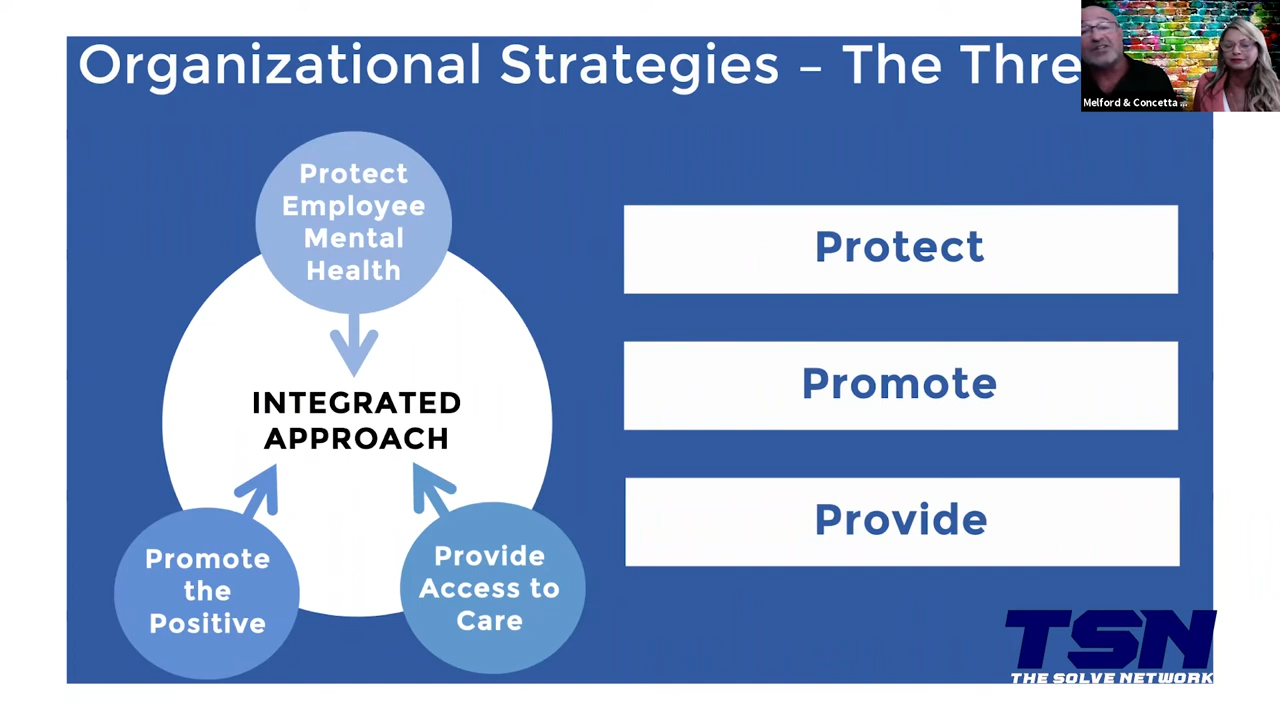 Organizational Strategies – The Thre
Melford & Concetta ...
Protect
Employee
Mental
Health
INTEGRATED
APPROACH
Promote
the
Positive
Provide
Access to
Care
Protect
Promote
Provide
TSN
THE SOLVE NETWORK